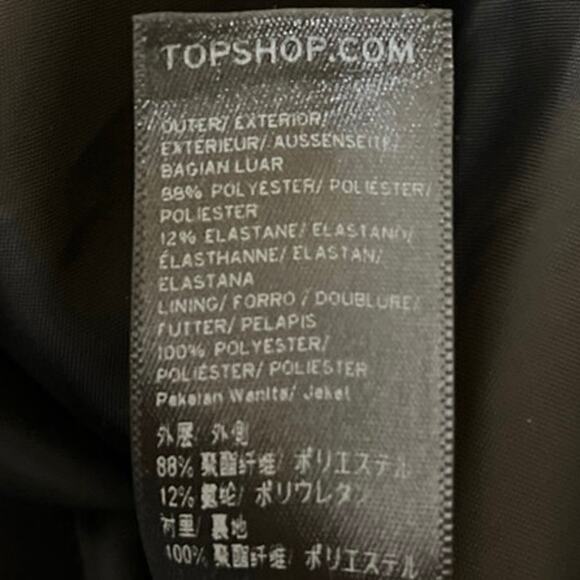 TOPSHOP.COM
OUTER/ EXTERIOR/
EXTÉRIEUR/ AUSSENSEITE/
BAGIAN LUAR
88% POLYESTER/ POLIÉSTER/
POLIESTER
12% ELASTANE/ ELASTANO/
ÉLASTHANNE/ ELASTAN/
ELASTANA
LINING/ FORRO / DOUBLURE/
FUTTER/ PELAPIS
100% POLYESTER/
POLIÉSTER/ POLIESTER
Pakaian Wanita/ Jaket
外层/ 外側
88% 聚酯纤维/ ポリエステル
12% 氨纶/ ポリウレタン
衬里/ 裏地
100% 聚酯纤维/ ポリエステル